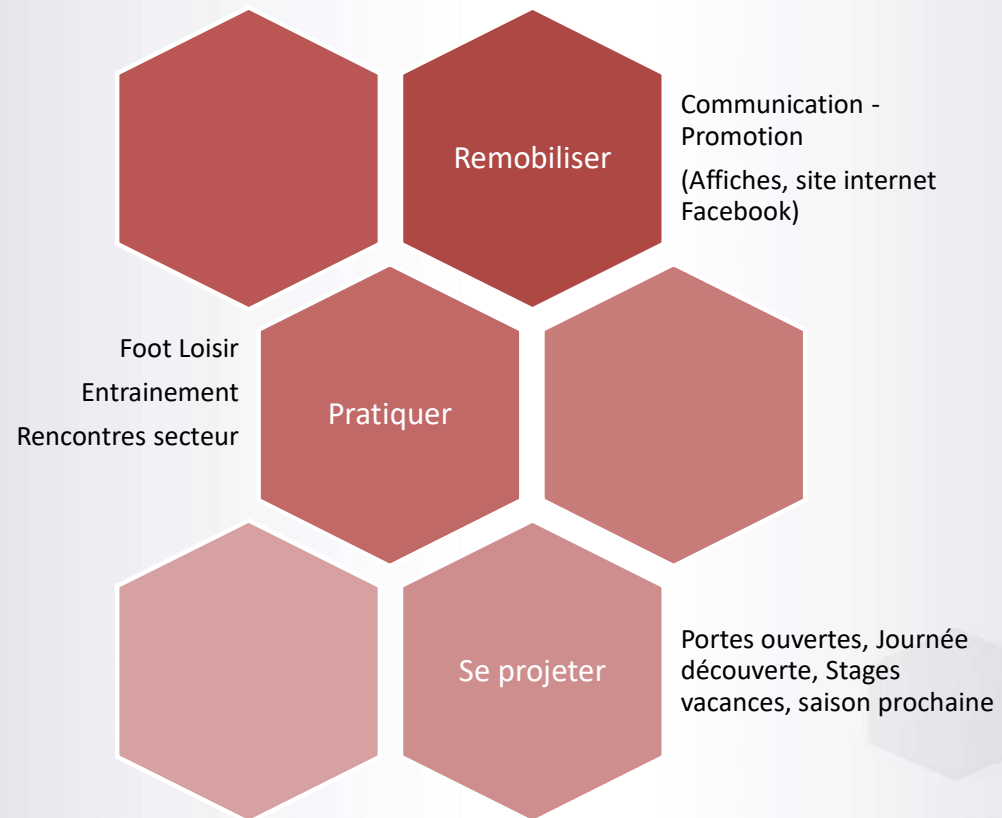 Remobiliser
Communication -
Promotion
(Affiches, site internet
Facebook)
Foot Loisir
Entrainement
Rencontres secteur
Pratiquer
Se projeter
Portes ouvertes, Journée
découverte, Stages
vacances, saison prochaine